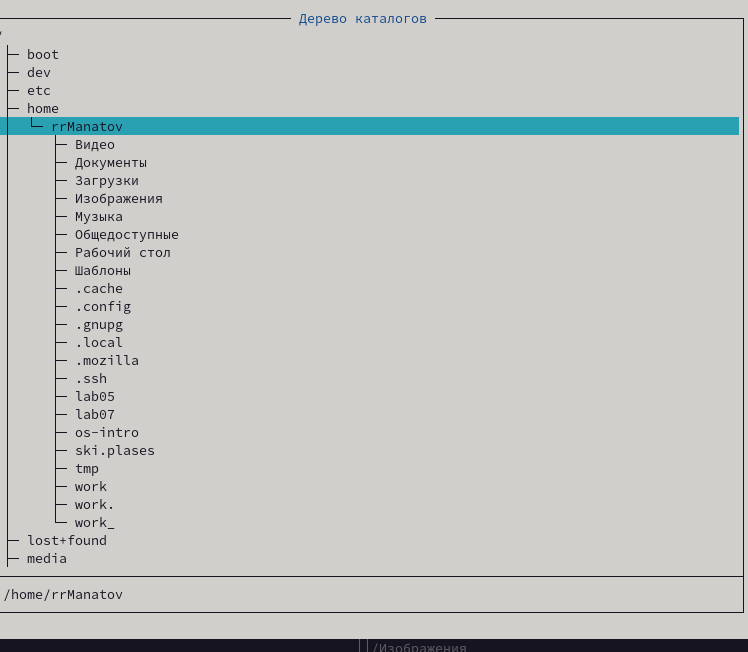 Дерево каталогов
/
boot
dev
etc
home
rrManatov
Видео
Документы
Загрузки
Изображения
Музыка
Общедоступные
Рабочий стол
Шаблоны
.cache
.config
.gnupg
.local
.mozilla
.ssh
lab05
lab07
os-intro
ski.plases
tmp
work
work.
work_
lost+found
media
/home/rrManatov
/Изображения